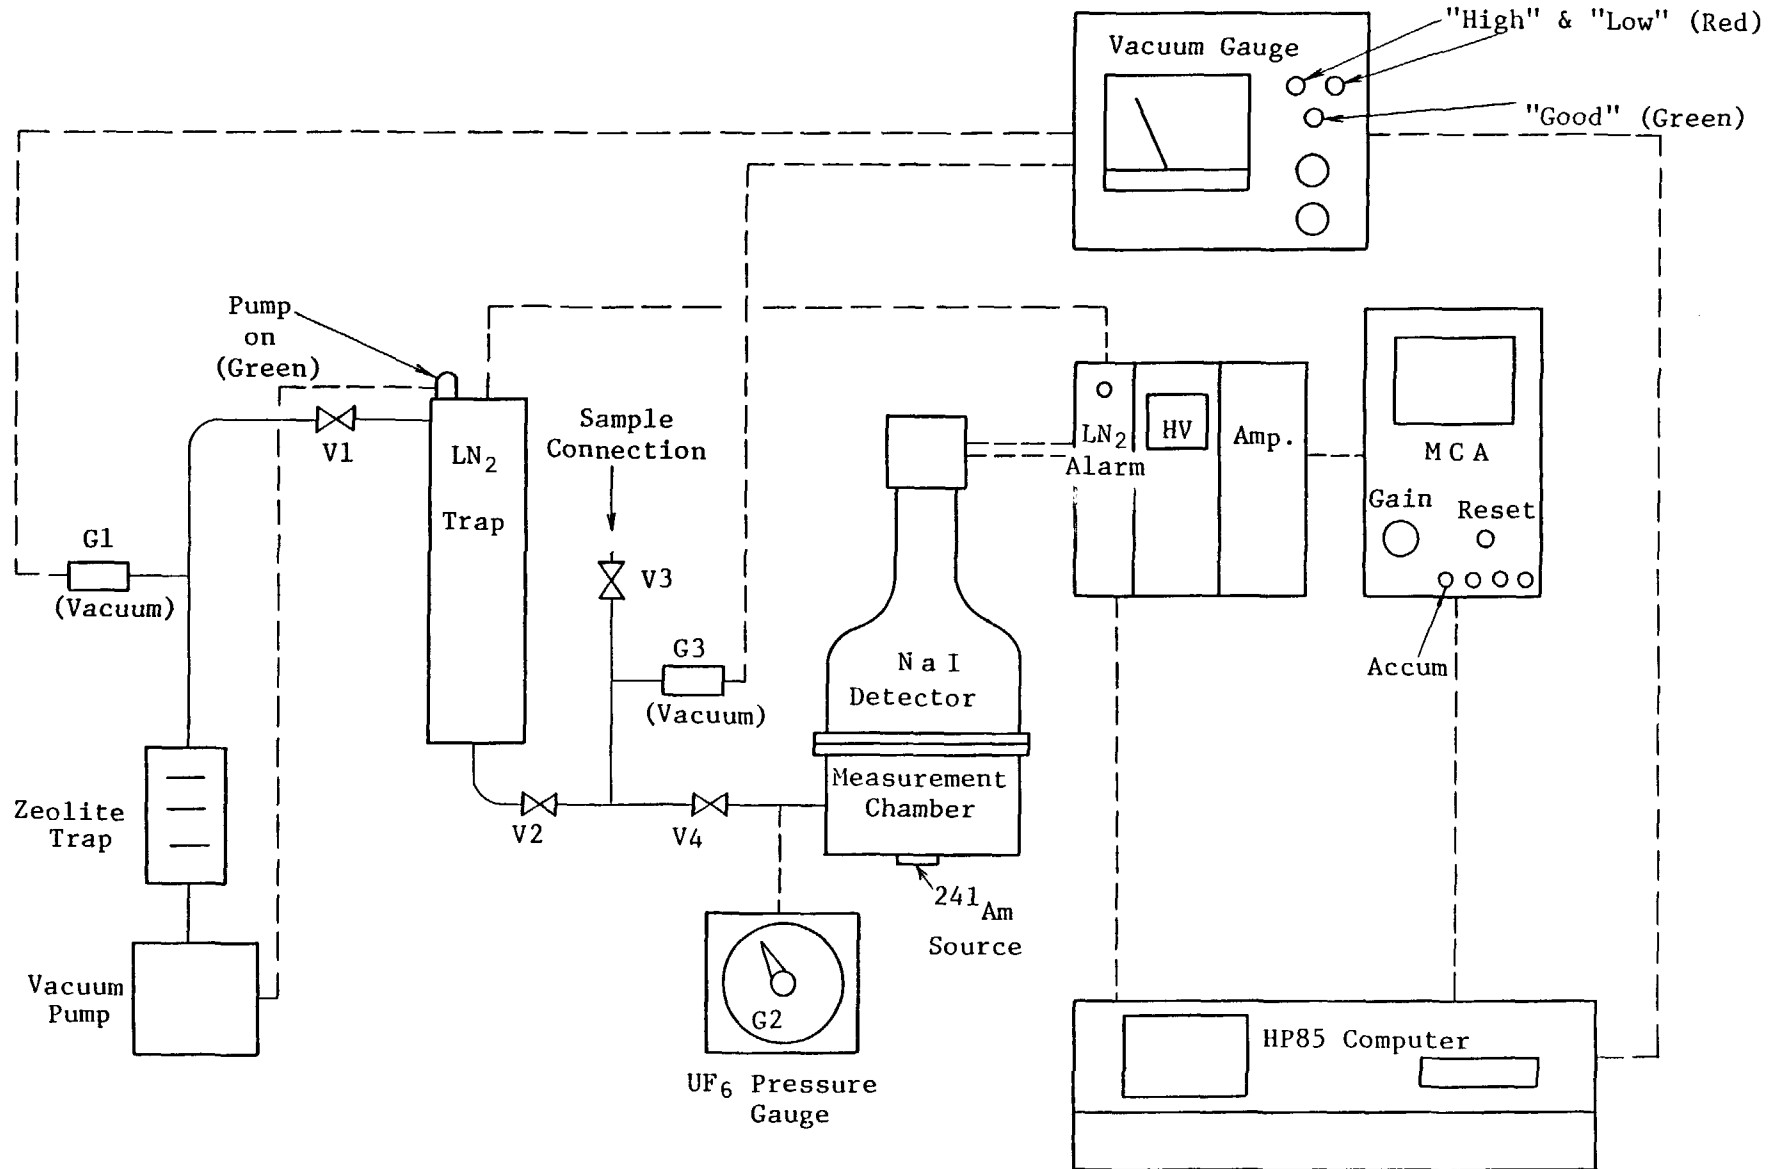 "High" & "Low" (Red)
Vacuum Gauge
"Good" (Green)
Pump
on
(Green)
V1
LN2
Trap
Sample
Connection
V3
G1
(Vacuum)
G3
(Vacuum)
NaI
Detector
Measurement
Chamber
LN2
Alarm
HV
Amp.
MCA
Gain
Reset
Accum
Zeolite
Trap
V2
V4
241Am
Source
Vacuum
Pump
G2
UF6 Pressure
Gauge
HP85 Computer